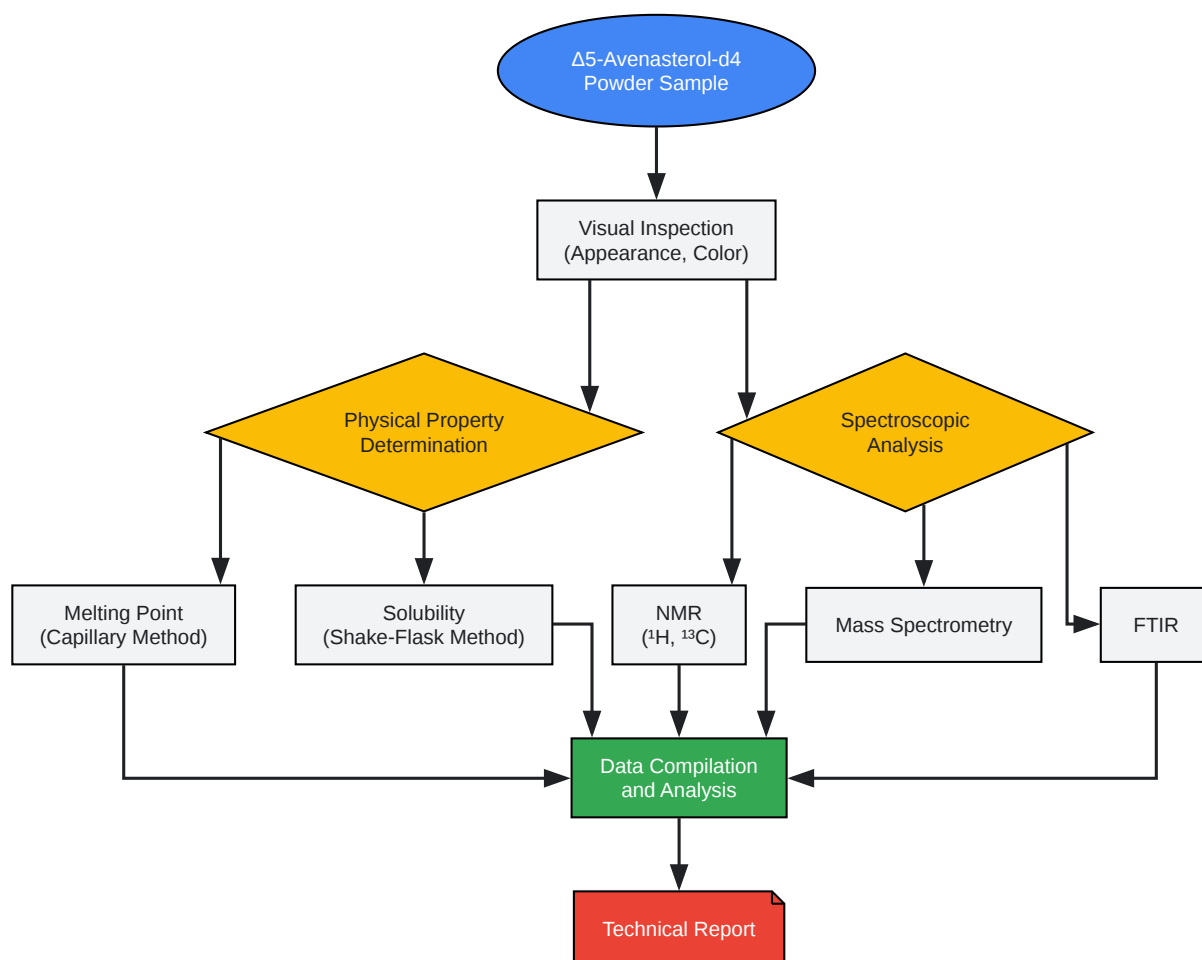 Δ5-Avenasterol-d4
Powder Sample
Visual Inspection
(Appearance, Color)
Physical Property
Determination
Spectroscopic
Analysis
Melting Point
(Capillary Method)
Solubility
(Shake-Flask Method)
NMR
(¹H, ¹³C)
Mass Spectrometry
FTIR
Data Compilation
and Analysis
Technical Report